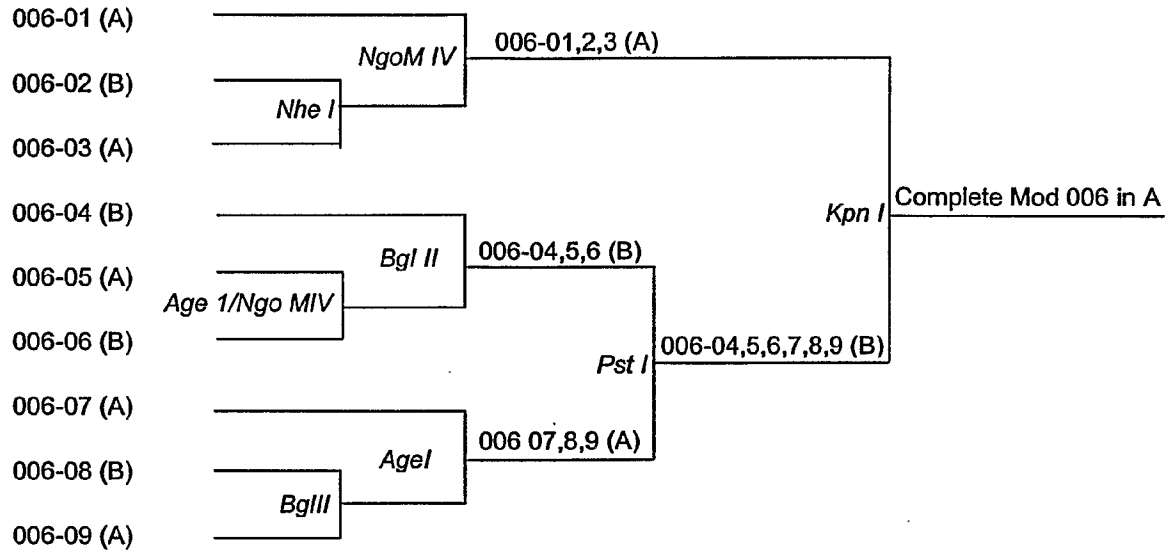 006-01 (A)
006-02 (B)
006-03 (A)
006-04 (B)
006-05 (A)
006-06 (B)
006-07 (A)
006-08 (B)
006-09 (A)
NgoM IV
Nhe I
Bgl II
Age 1/Ngo MIV
AgeI
BglII
006-01,2,3 (A)
006-04,5,6 (B)
006 07,8,9 (A)
Pst I
006-04,5,6,7,8,9 (B)
Kpn I
Complete Mod 006 in A